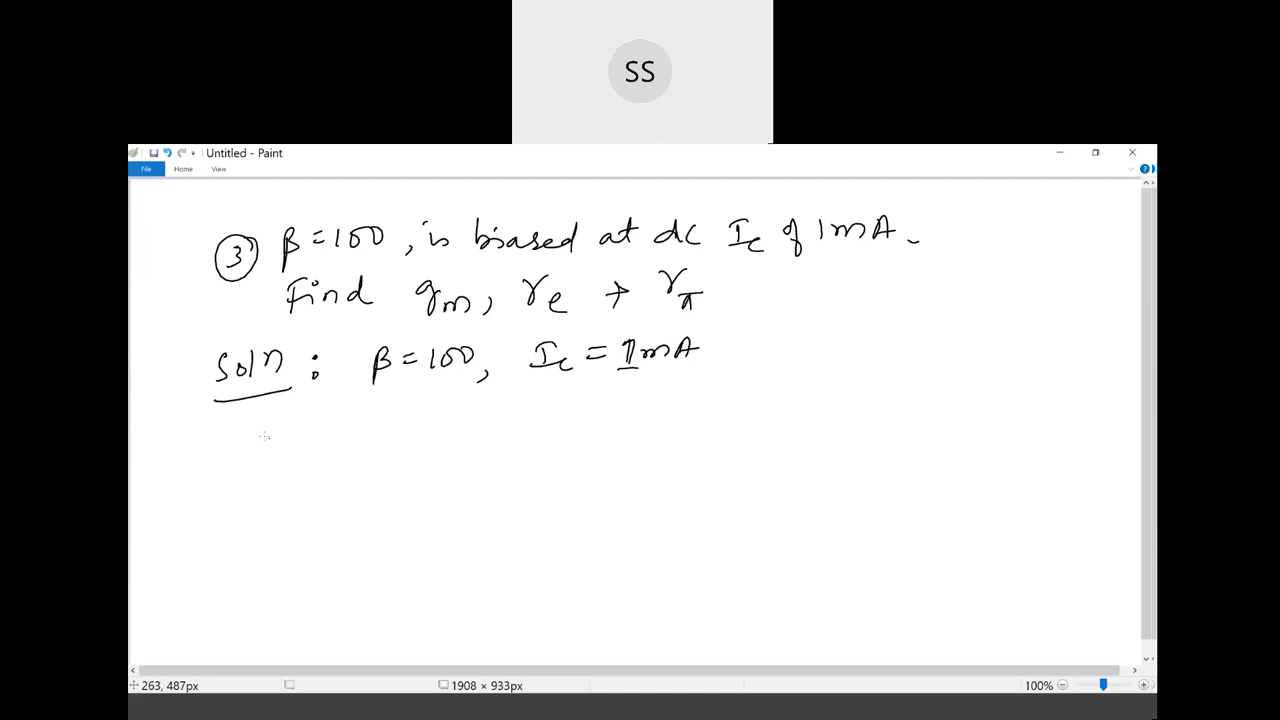 SS
Untitled - Paint
File Home View
③ β = 100, is biased at dc Ic of 1mA.
Find gm, re + rπ
Soln : β = 100, Ic = 1mA
263, 487px 1908 × 933px 100%